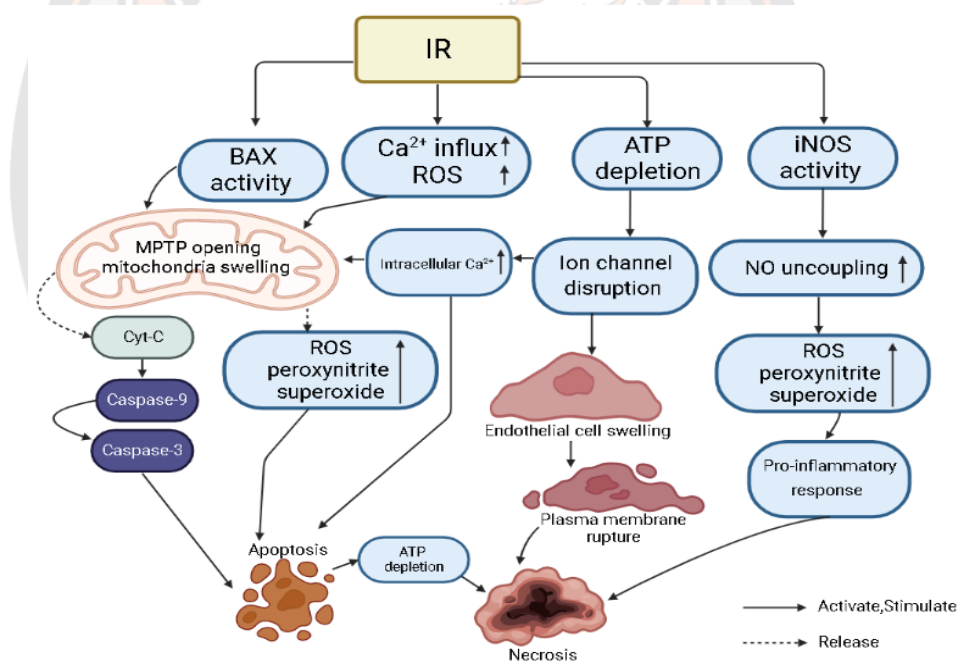 IR
BAX
activity
Ca²⁺ influx
ROS
ATP
depletion
iNOS
activity
MPTP opening
mitochondria swelling
Intracellular Ca²⁺
Ion channel
disruption
NO uncoupling
Cyt-C
ROS
peroxynitrite
superoxide
ROS
peroxynitrite
superoxide
Caspase-9
Caspase-3
Endothelial cell swelling
Pro-inflammatory
response
Plasma membrane
rupture
Apoptosis
ATP
depletion
Necrosis
Activate,Stimulate
Release